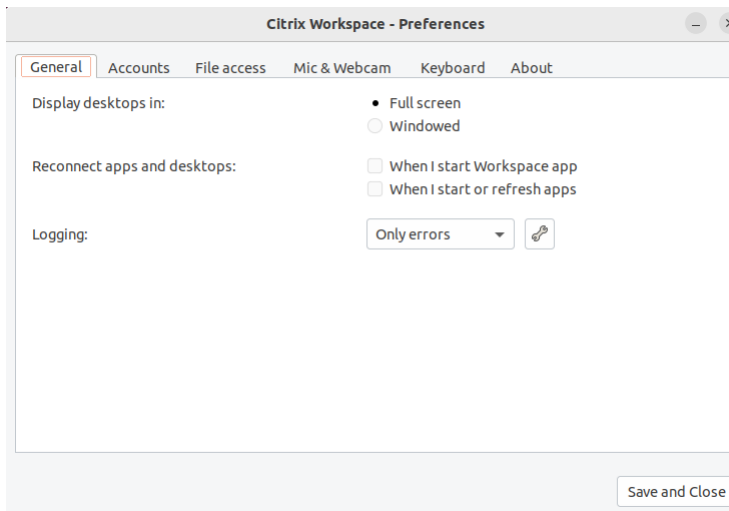 Citrix Workspace - Preferences
General Accounts File access Mic & Webcam Keyboard About
Display desktops in: Full screen
Windowed
Reconnect apps and desktops: When I start Workspace app
When I start or refresh apps
Logging: Only errors
Save and Close